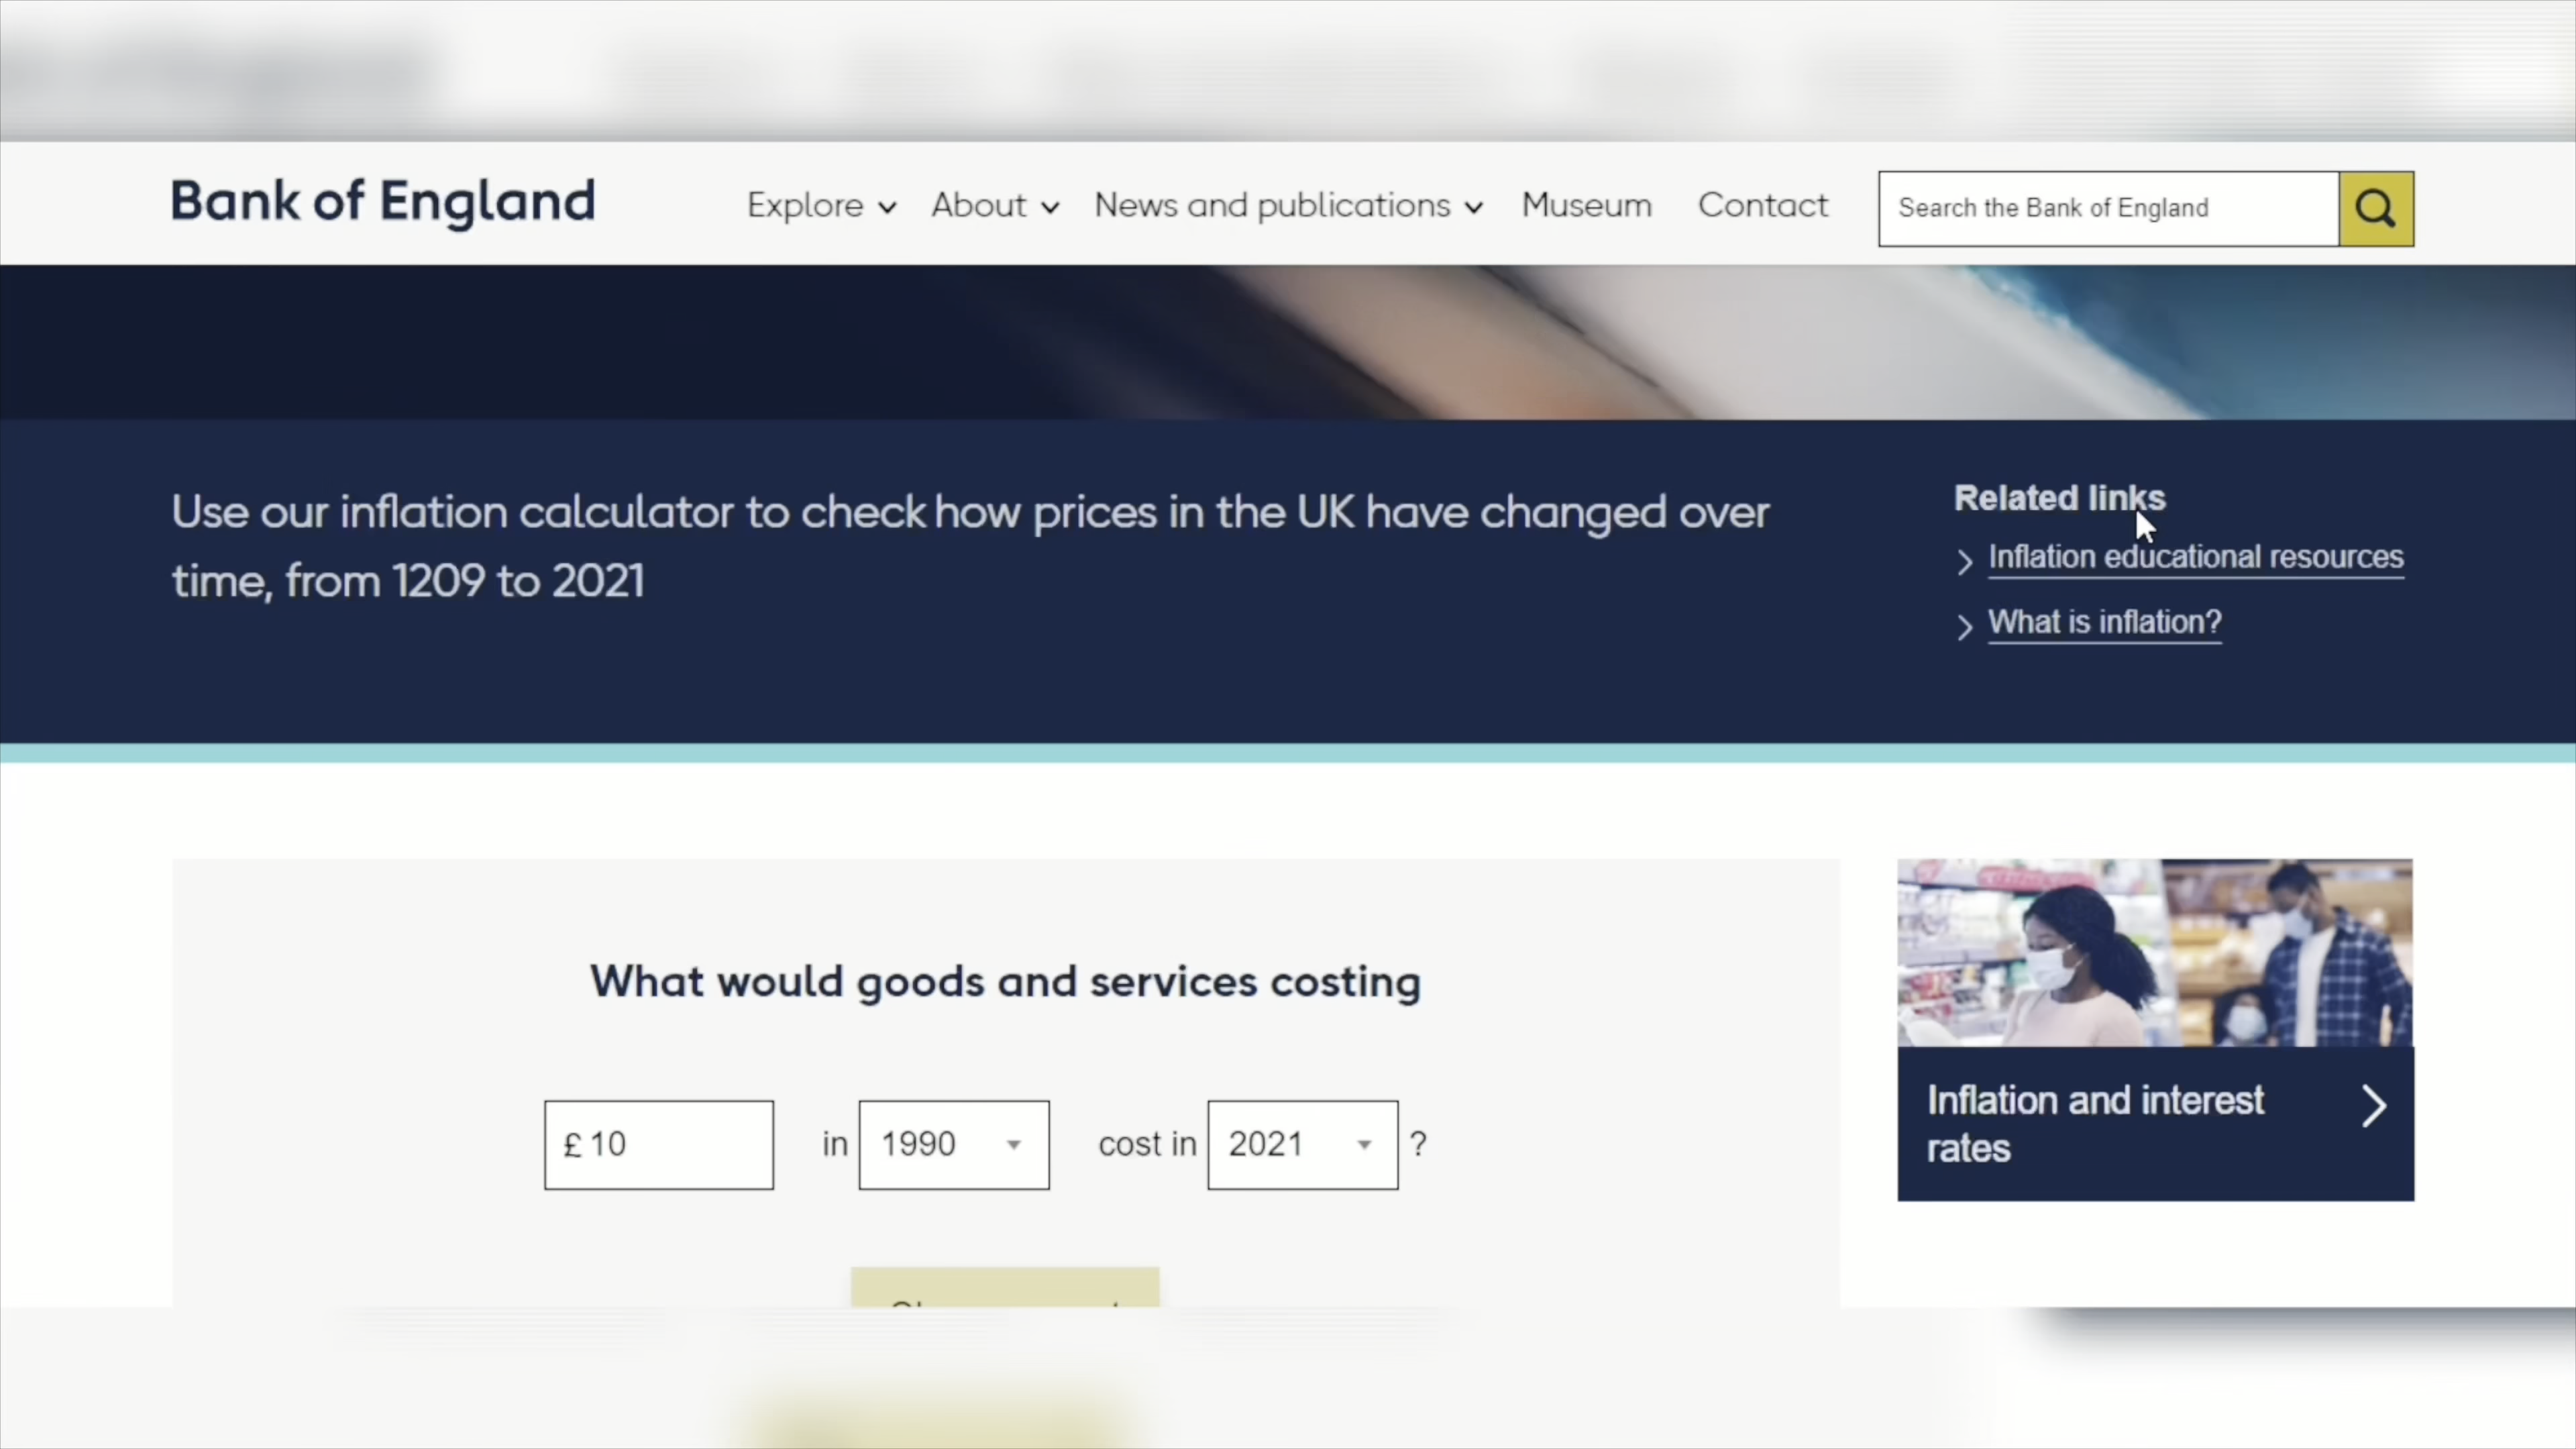 Bank of England
Explore
About
News and publications
Museum
Contact
Search the Bank of England
Use our inflation calculator to check how prices in the UK have changed over
time, from 1209 to 2021
Related links
Inflation educational resources
What is inflation?
What would goods and services costing
£ 10 in 1990 cost in 2021 ?
Inflation and interest
rates